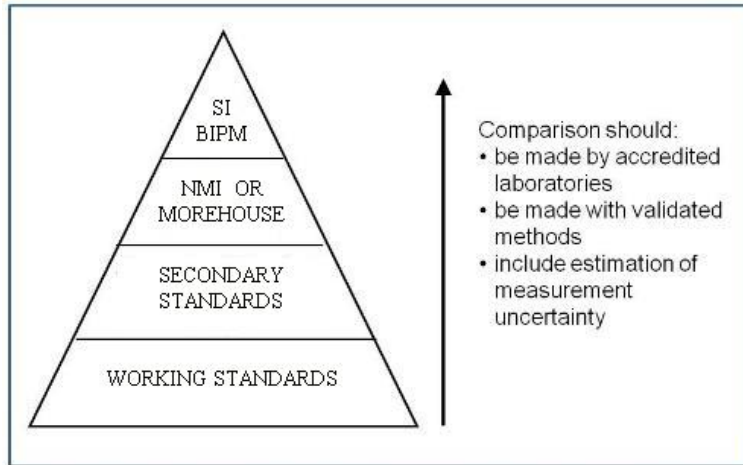 SI
BIPM
NMI OR
MOREHOUSE
SECONDARY
STANDARDS
WORKING STANDARDS
Comparison should:
• be made by accredited
laboratories
• be made with validated
methods
• include estimation of
measurement
uncertainty